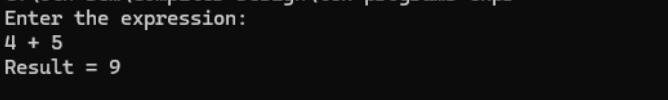 Enter the expression:
4 + 5
Result = 9